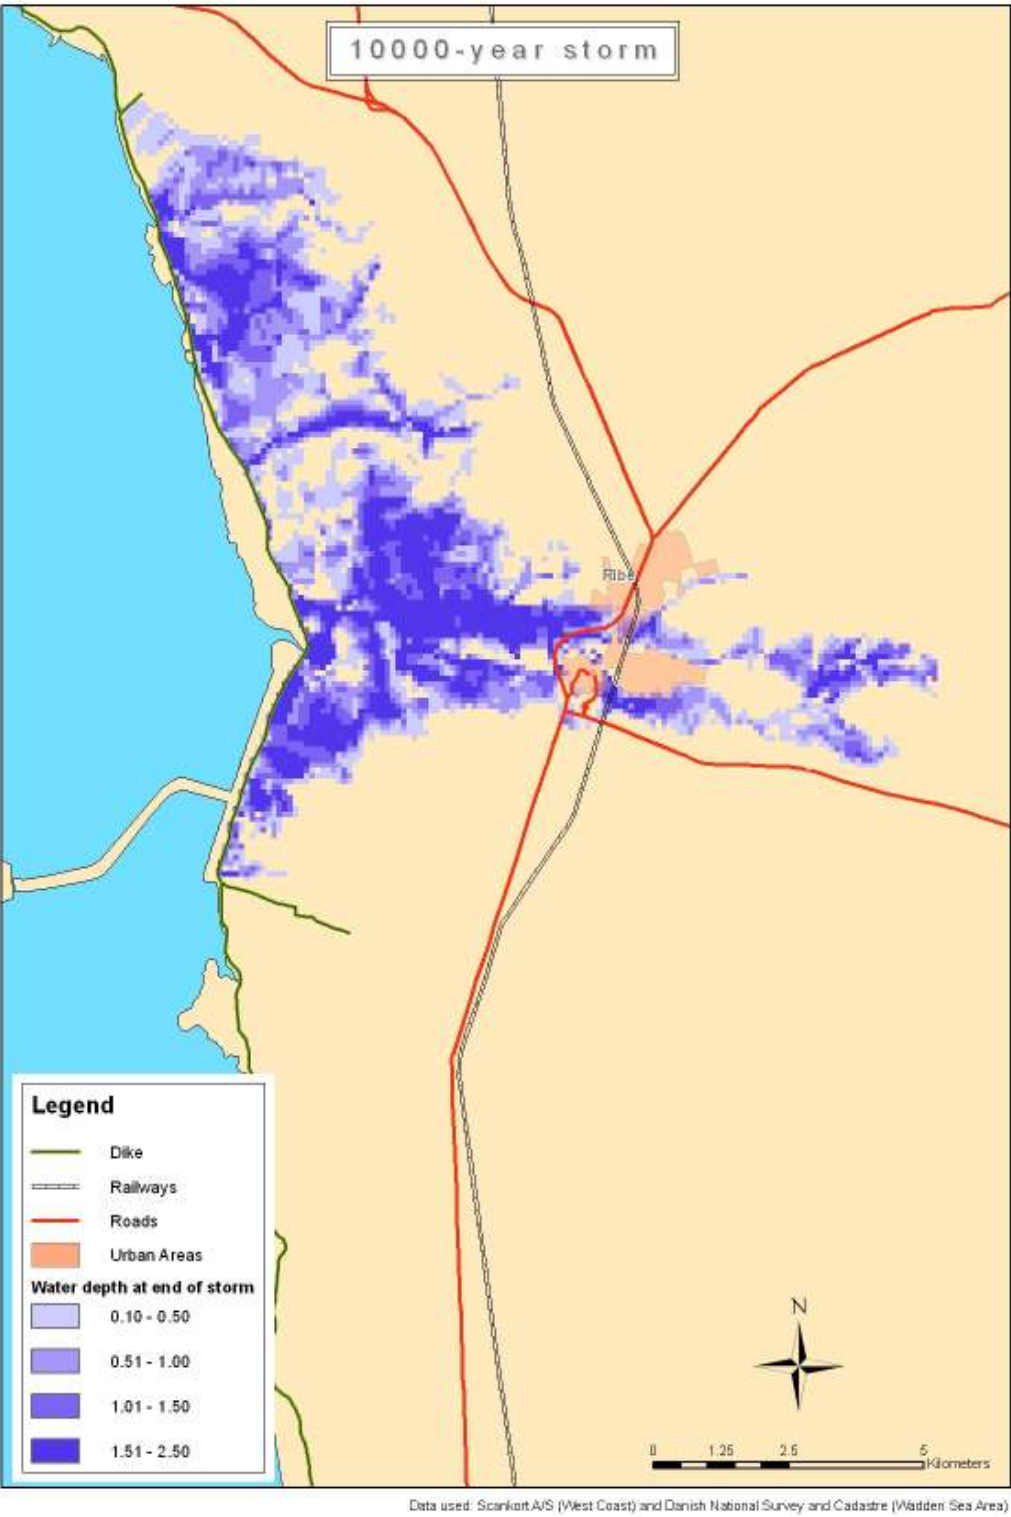 10000-year storm
Ribe
Legend
Dike
Railways
Roads
Urban Areas
Water depth at end of storm
0.10 - 0.50
0.51 - 1.00
1.01 - 1.50
1.51 - 2.50
N
0 1.25 2.5 5
Kilometers
Data used: Scankort A/S (West Coast) and Danish National Survey and Cadastre (Wadden Sea Area)